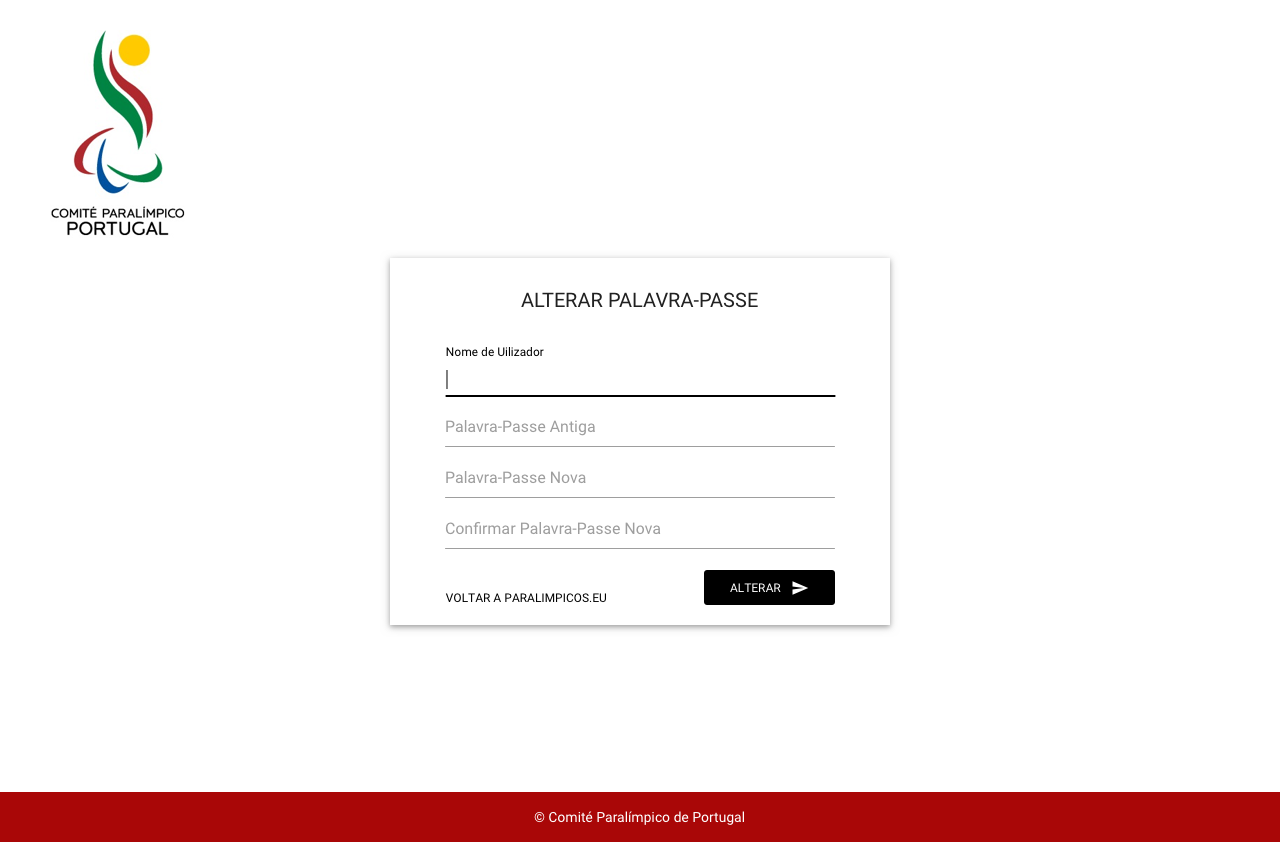 COMITÉ PARALÍMPICO
PORTUGAL
ALTERAR PALAVRA-PASSE
Nome de Uilizador
Palavra-Passe Antiga
Palavra-Passe Nova
Confirmar Palavra-Passe Nova
VOLTAR A PARALIMPICOS.EU
ALTERAR
© Comité Paralímpico de Portugal